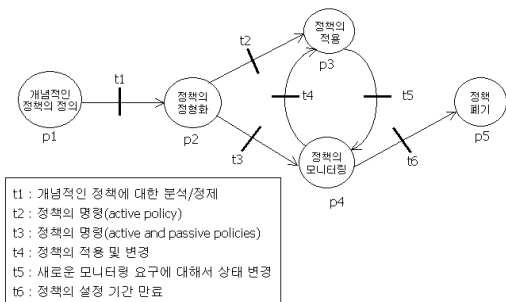 개념적인
정책의 정의
p1
t1
정책의
정형화
p2
t2
t3
정책의
적용
p3
t4
t5
정책의
모니터링
p4
t6
정책
폐기
p5
t1 : 개념적인 정책에 대한 분석/정제
t2 : 정책의 명령(active policy)
t3 : 정책의 명령(active and passive policies)
t4 : 정책의 적용 및 변경
t5 : 새로운 모니터링 요구에 대해서 상태 변경
t6 : 정책의 설정 기간 만료